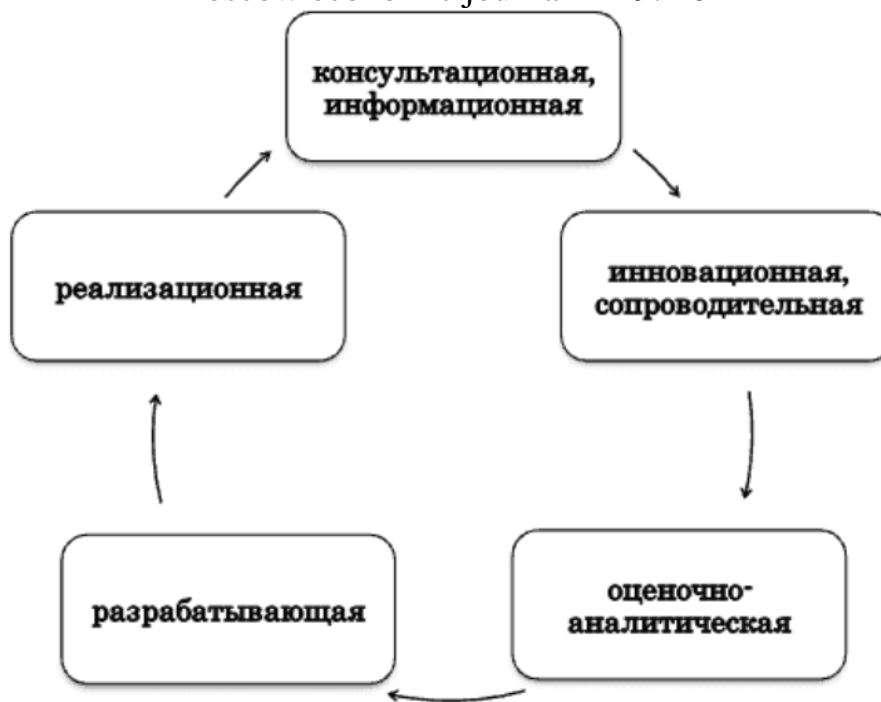 консультационная,
информационная
реализационная
инновационная,
сопроводительная
разрабатывающая
оценочно-
аналитическая